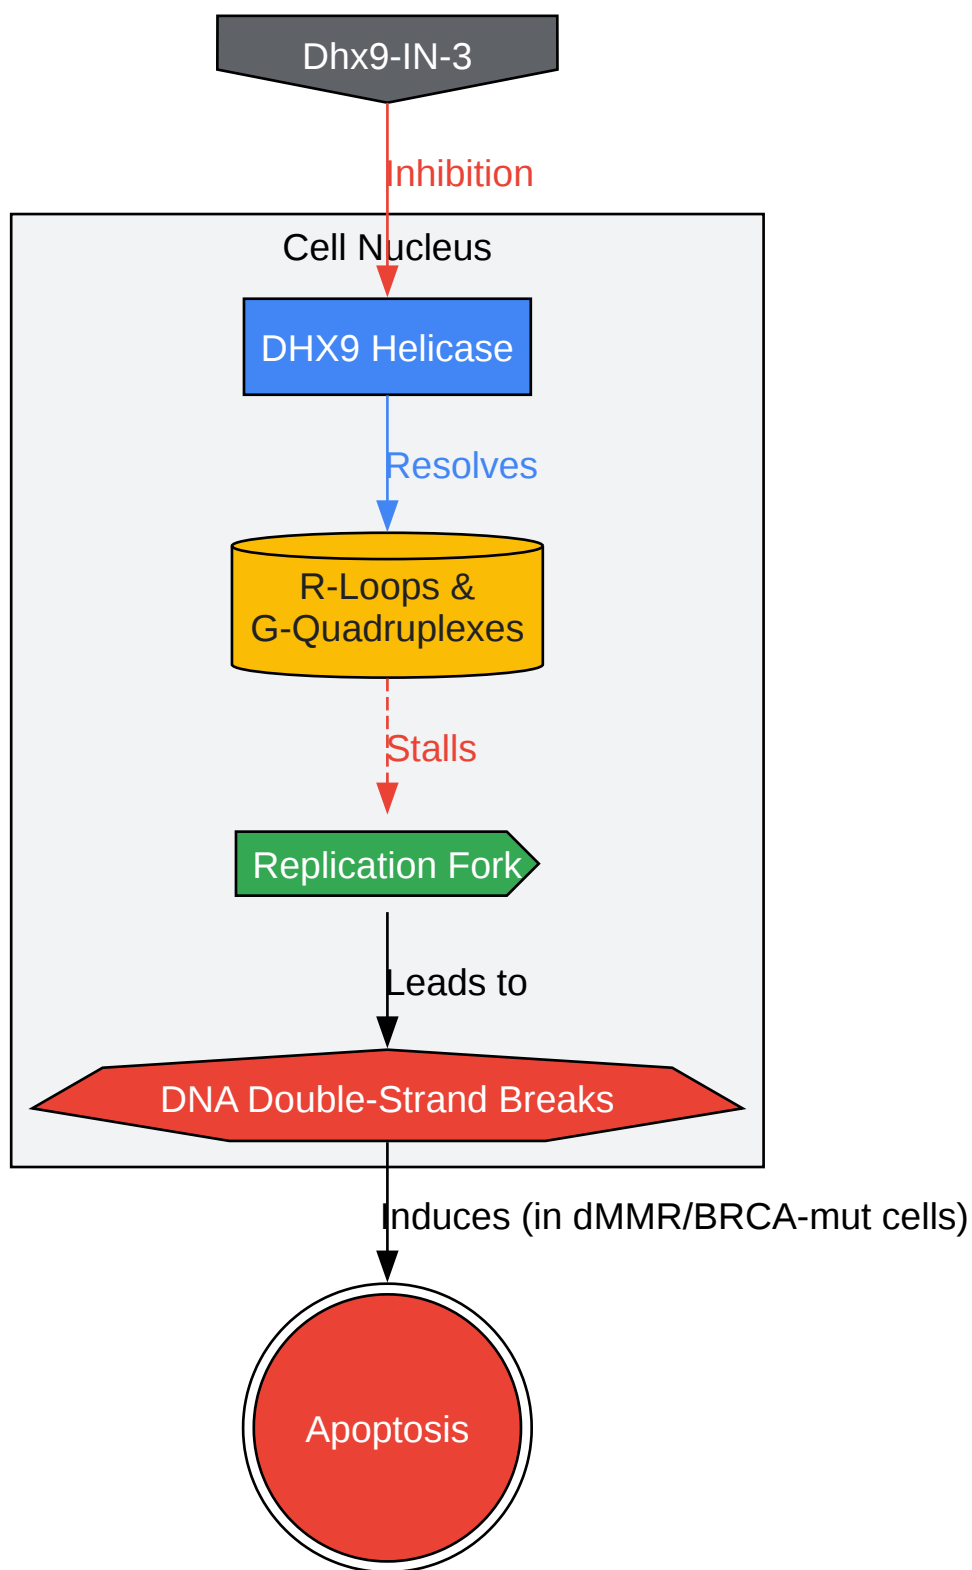 Dhx9-IN-3
Inhibition
Cell Nucleus
DHX9 Helicase
Resolves
R-Loops &
G-Quadruplexes
Stalls
Replication Fork
Leads to
DNA Double-Strand Breaks
Induces (in dMMR/BRCA-mut cells)
Apoptosis